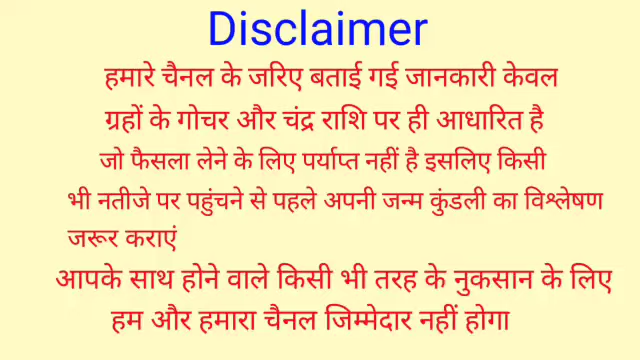 Disclaimer
हमारे चैनल के जरिए बताई गई जानकारी केवल
ग्रहों के गोचर और चंद्र राशि पर ही आधारित है
जो फैसला लेने के लिए पर्याप्त नहीं है इसलिए किसी
भी नतीजे पर पहुंचने से पहले अपनी जन्म कुंडली का विश्लेषण
जरूर कराएं
आपके साथ होने वाले किसी भी तरह के नुकसान के लिए
हम और हमारा चैनल जिम्मेदार नहीं होगा